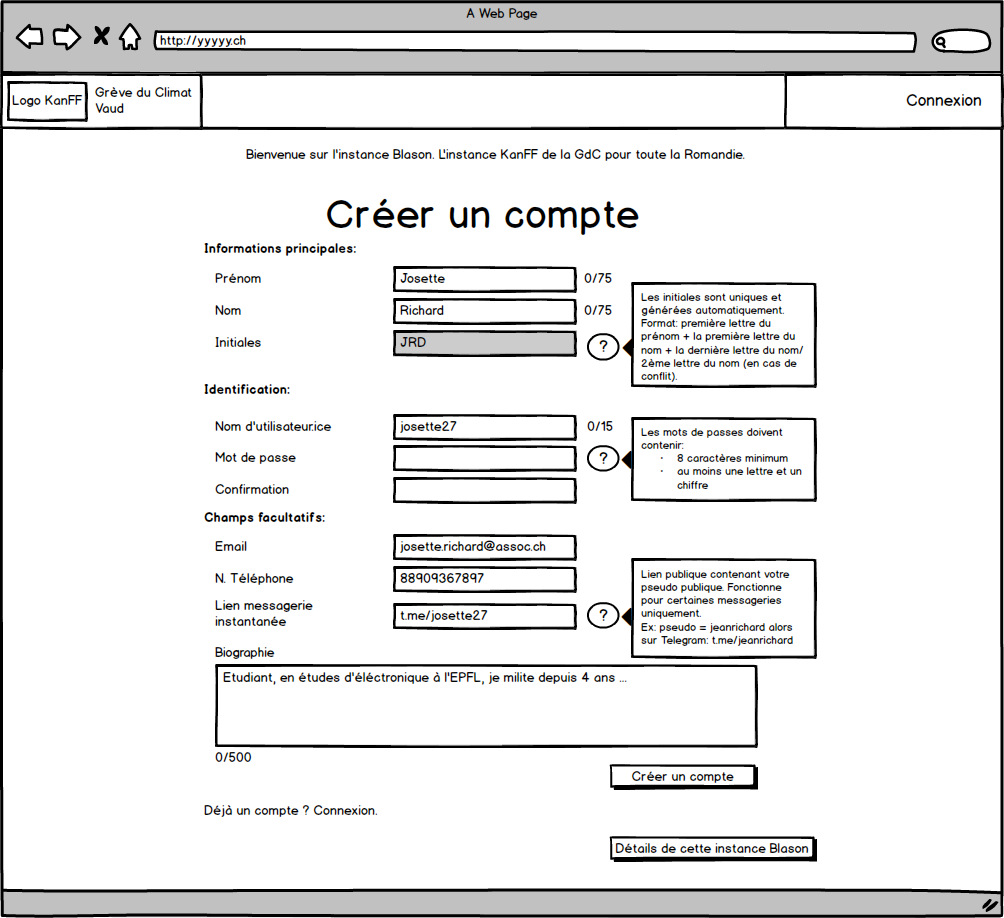 A Web Page
http://yyyyy.ch
Logo KanFF
Grève du Climat
Vaud
Connexion
Bienvenue sur l'instance Blason. L'instance KanFF de la GdC pour toute la Romandie.
Créer un compte
Informations principales:
Prénom
Josette
0/75
Nom
Richard
0/75
Initiales
JRD
?
Les initiales sont uniques et
générées automatiquement.
Format: première lettre du
prénom + la première lettre du
nom + la dernière lettre du nom/
2ème lettre du nom (en cas de
conflit).
Identification:
Nom d'utilisateur.ice
josette27
0/15
Mot de passe
?
Les mots de passes doivent
contenir:
· 8 caractères minimum
· au moins une lettre et un
chiffre
Confirmation
Champs facultatifs:
Email
josette.richard@assoc.ch
N. Téléphone
88909367897
Lien messagerie
instantanée
t.me/josette27
?
Lien publique contenant votre
pseudo publique. Fonctionne
pour certaines messageries
uniquement.
Ex: pseudo = jeanrichard alors
sur Telegram: t.me/jeanrichard
Biographie
Etudiant, en études d'éléctronique à l'EPFL, je milite depuis 4 ans ...
0/500
Créer un compte
Déjà un compte ? Connexion.
Détails de cette instance Blason